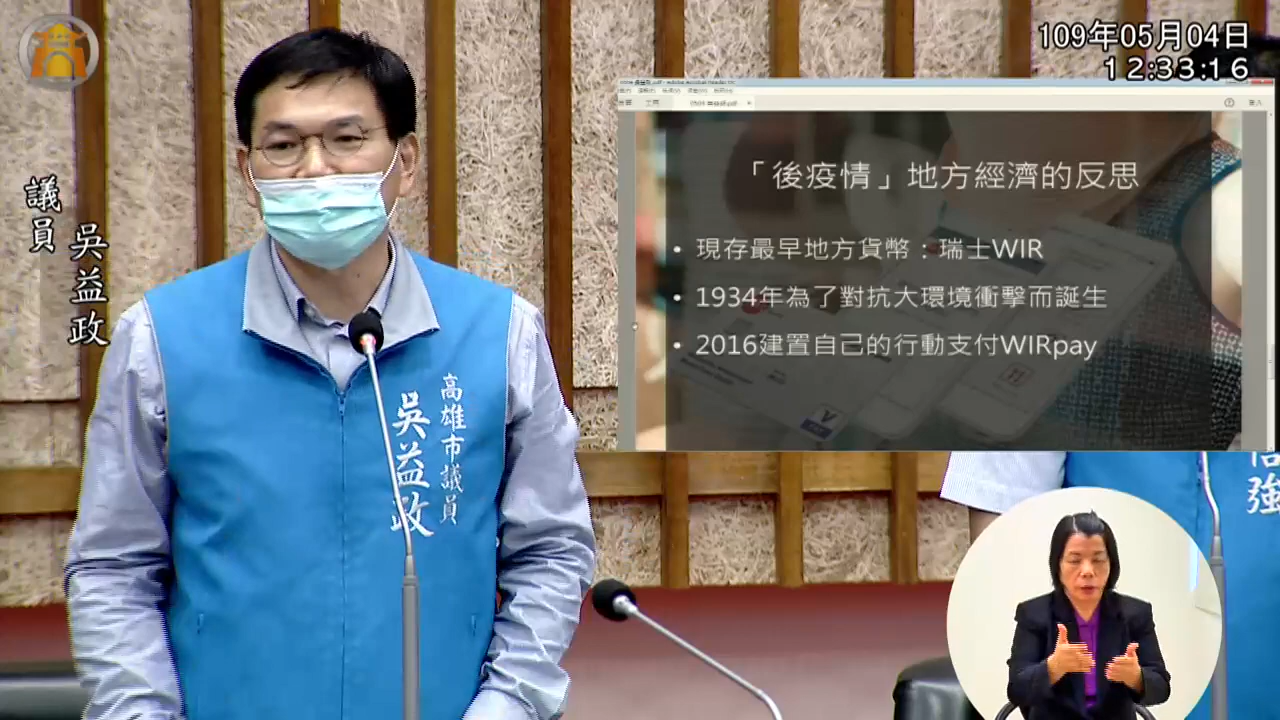 109年05月04日
12:33:16
議員
吳益政
高雄市議員
吳益政
「後疫情」地方經濟的反思
• 現存最早地方貨幣：瑞士WIR
• 1934年為了對抗大環境衝擊而誕生
• 2016建置自己的行動支付WIRpay
信強